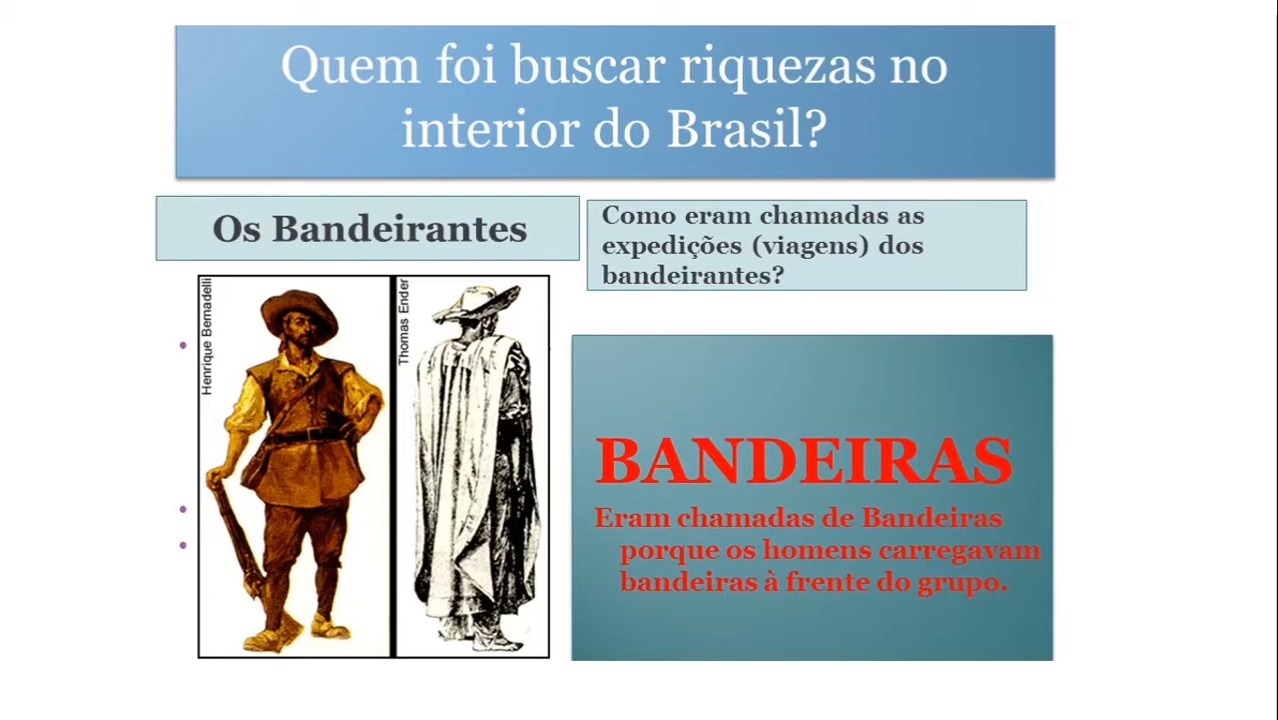 Quem foi buscar riquezas no
interior do Brasil?
Os Bandeirantes
Como eram chamadas as
expedições (viagens) dos
bandeirantes?
Henrique Bernadelli
Thomas Ender
BANDEIRAS
Eram chamadas de Bandeiras
porque os homens carregavam
bandeiras à frente do grupo.